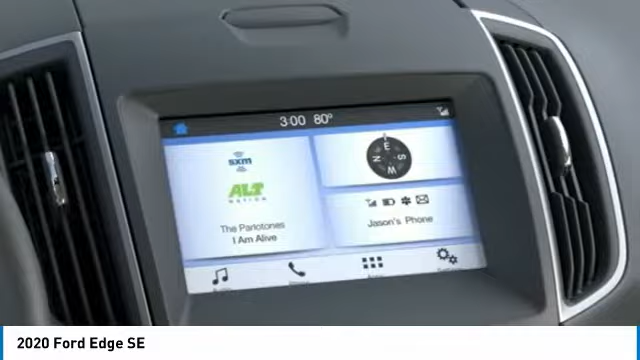 3:00 80°
sxm
ALT
NATION
The Parlotones
I Am Alive
E
N S
W
Jason's Phone
2020 Ford Edge SE